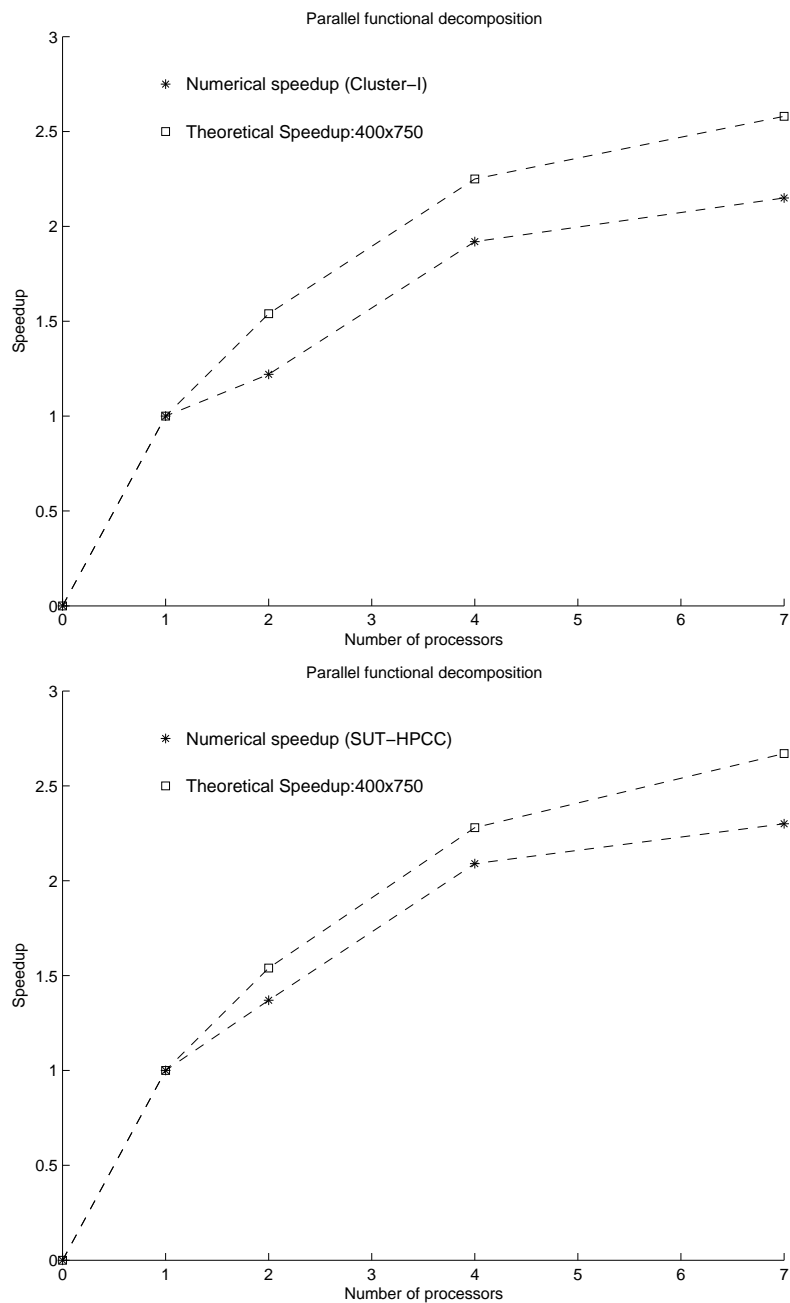 Parallel functional decomposition
3
Numerical speedup (Cluster–I)
2.5
Theoretical Speedup:400x750
2
1.5
Speedup
1
0.5
0
0 1 2 3 4 5 6 7
Number of processors
Parallel functional decomposition
3
Numerical speedup (SUT–HPCC)
2.5
Theoretical Speedup:400x750
2
1.5
Speedup
1
0.5
0
0 1 2 3 4 5 6 7
Number of processors